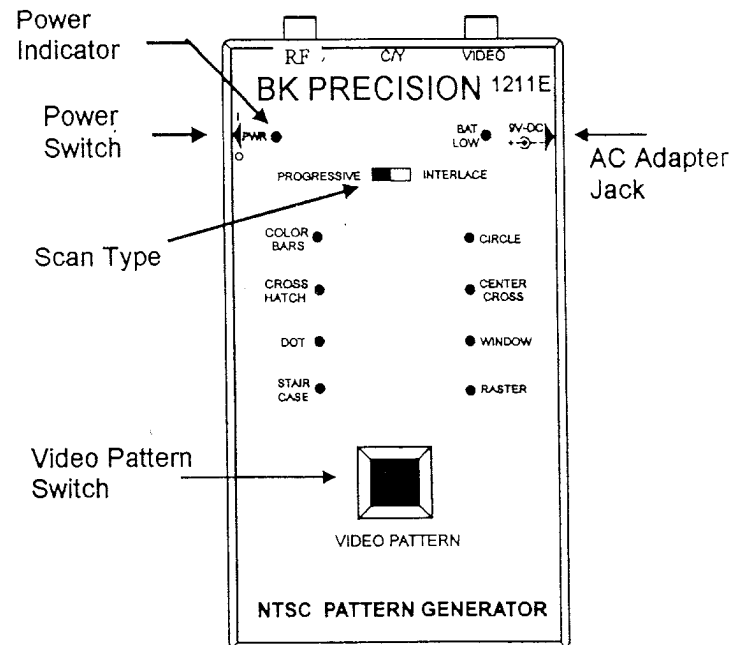 Power
Indicator
RF C/Y VIDEO
BK PRECISION 1211E
Power
Switch
PWR
BAT
LOW
9V-DC
AC Adapter
Jack
PROGRESSIVE INTERLACE
Scan Type
COLOR
BARS
CIRCLE
CROSS
HATCH
CENTER
CROSS
DOT
WINDOW
STAIR
CASE
RASTER
Video Pattern
Switch
VIDEO PATTERN
NTSC PATTERN GENERATOR